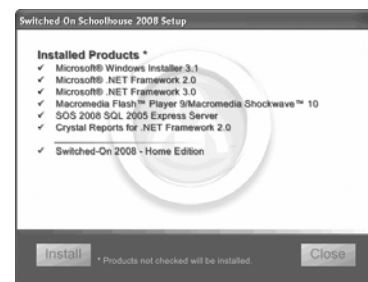 Switched-On Schoolhouse 2008 Setup
Installed Products *
✓ Microsoft® Windows Installer 3.1
✓ Microsoft® .NET Framework 2.0
✓ Microsoft® .NET Framework 3.0
✓ Macromedia Flash™ Player 9/Macromedia Shockwave™ 10
✓ SOS 2008 SQL 2005 Express Server
✓ Crystal Reports for .NET Framework 2.0
✓ Switched-On 2008 - Home Edition
Install * Products not checked will be installed. Close